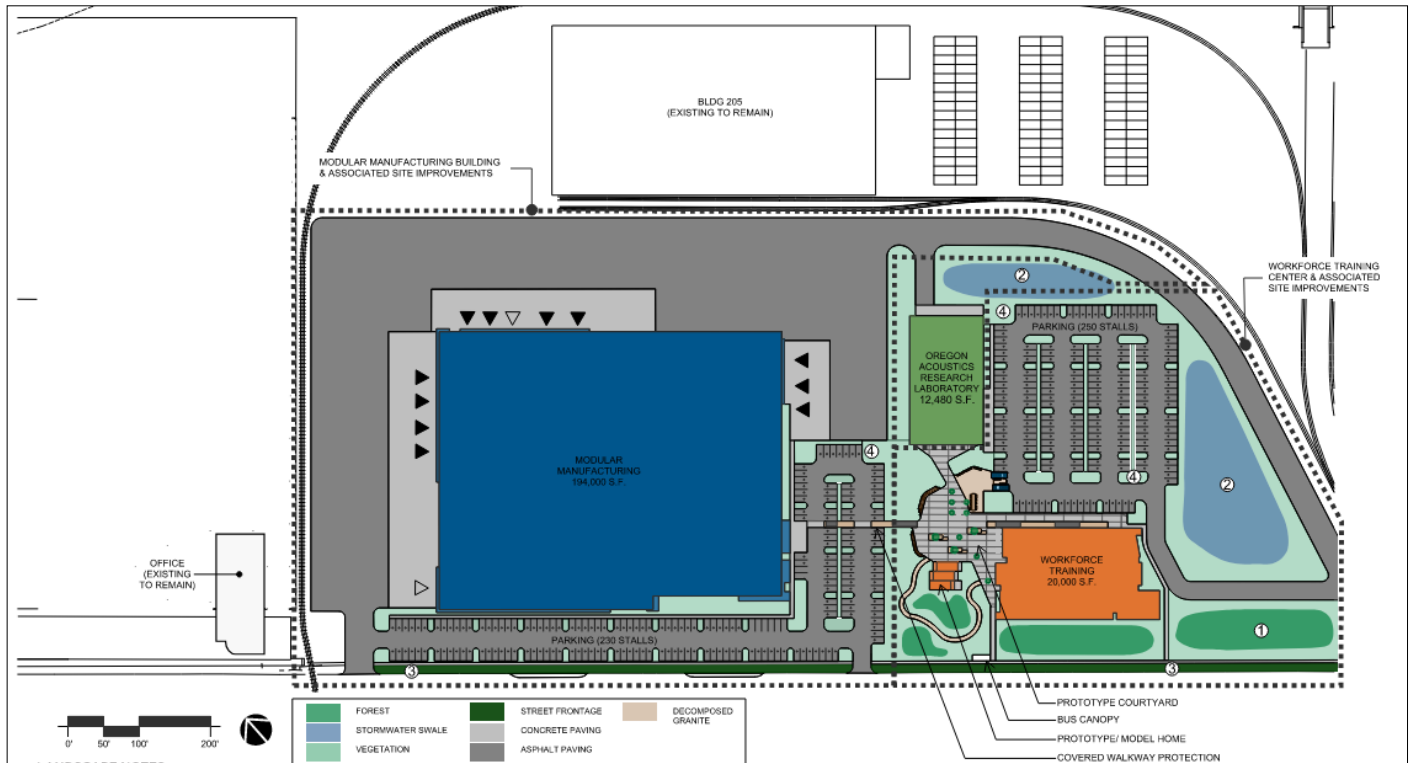 BLDG 205
(EXISTING TO REMAIN)
MODULAR MANUFACTURING BUILDING
& ASSOCIATED SITE IMPROVEMENTS
WORKFORCE TRAINING
CENTER & ASSOCIATED
SITE IMPROVEMENTS
2
4
PARKING (250 STALLS)
OREGON
ACOUSTICS
RESEARCH
LABORATORY
12,480 S.F.
4
MODULAR
MANUFACTURING
194,000 S.F.
4
2
OFFICE
(EXISTING
TO REMAIN)
WORKFORCE
TRAINING
20,000 S.F.
1
PARKING (230 STALLS)
3
3
PROTOTYPE COURTYARD
BUS CANOPY
PROTOTYPE/ MODEL HOME
COVERED WALKWAY PROTECTION
0' 50' 100' 200'
FOREST
STORMWATER SWALE
VEGETATION
STREET FRONTAGE
CONCRETE PAVING
ASPHALT PAVING
DECOMPOSED
GRANITE